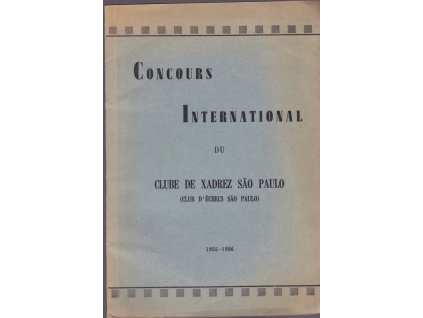 CONCOURS
INTERNATIONAL
DU
CLUBE DE XADREZ SÃO PAULO
(CLUB D'ÉCHECS SÃO PAULO)
1955-1956